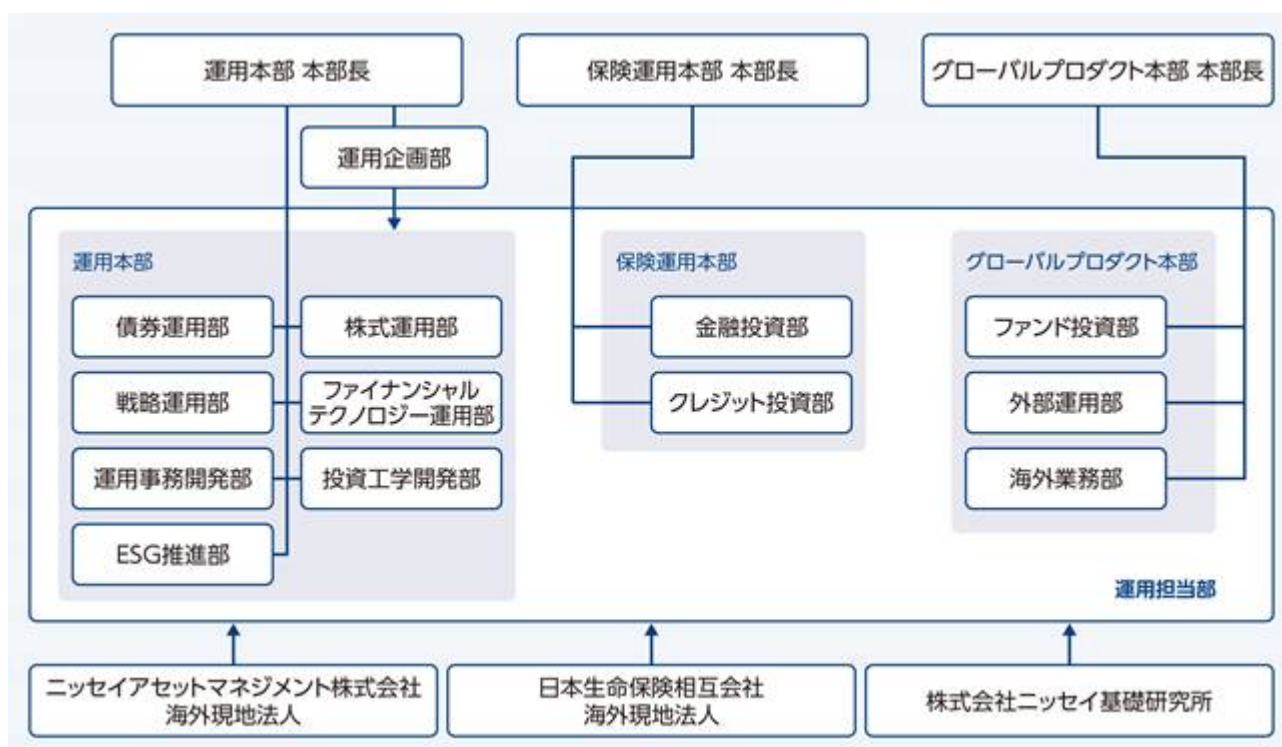 運用本部 本部長
保険運用本部 本部長
グローバルプロダクト本部 本部長
運用企画部
運用本部
保険運用本部
グローバルプロダクト本部
債券運用部
株式運用部
金融投資部
ファンド投資部
戦略運用部
ファイナンシャル
テクノロジー運用部
クレジット投資部
外部運用部
運用事務開発部
投資工学開発部
海外業務部
ESG推進部
運用担当部
ニッセイアセットマネジメント株式会社
海外現地法人
日本生命保険相互会社
海外現地法人
株式会社ニッセイ基礎研究所